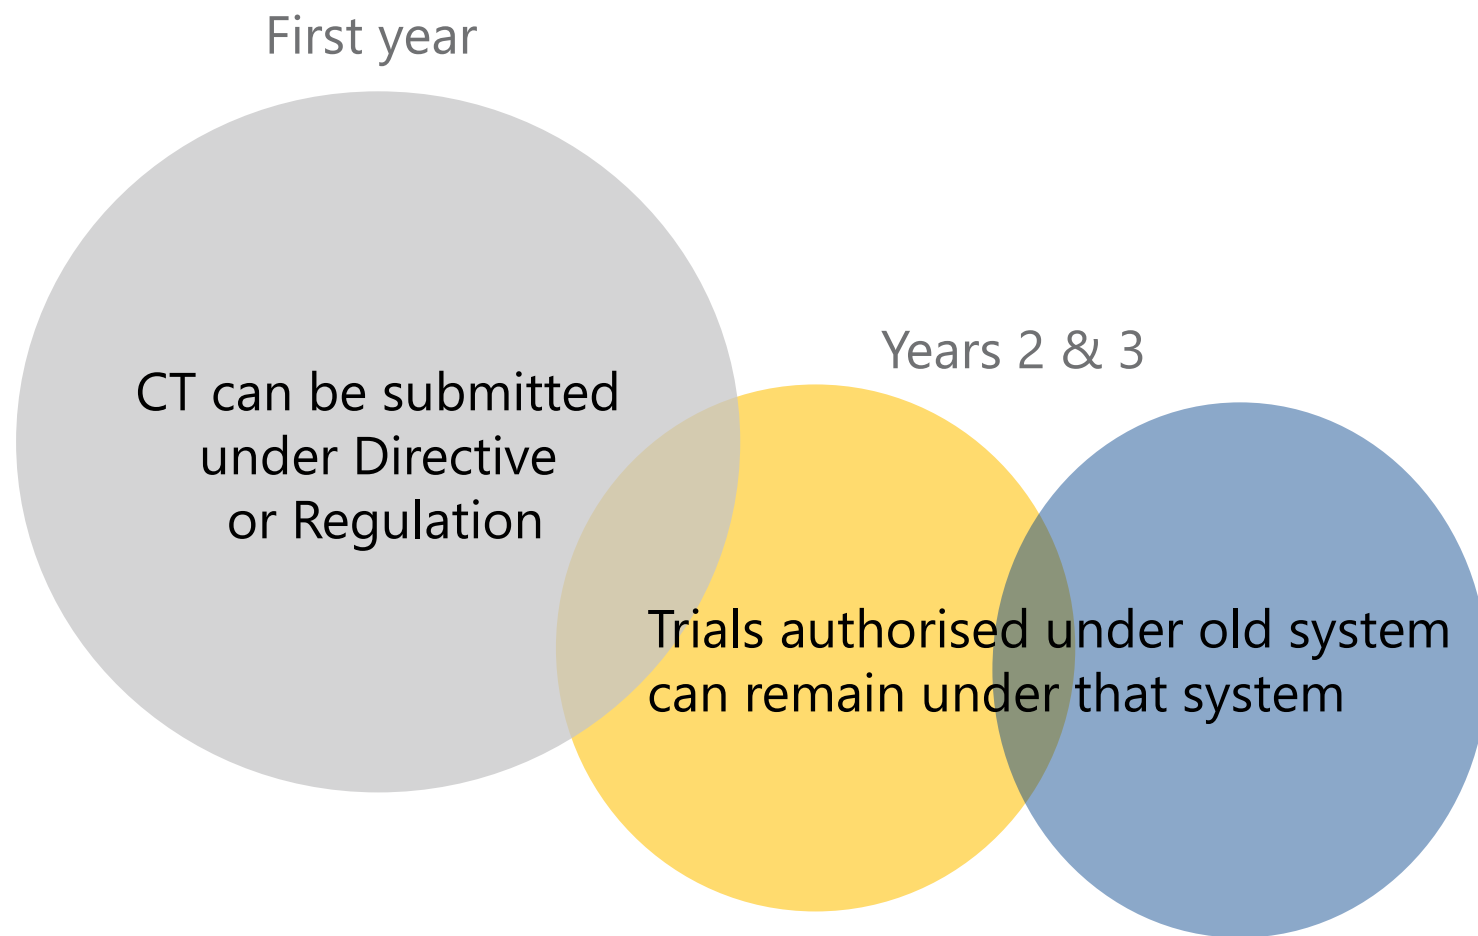 First year
CT can be submitted
under Directive
or Regulation
Years 2 & 3
Trials authorised under old system
can remain under that system